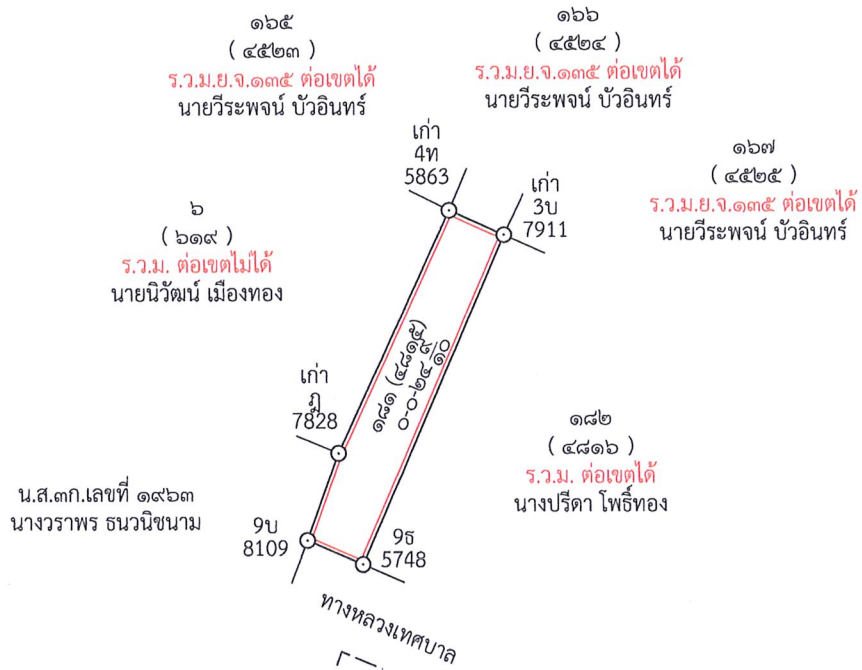 ๑๖๕
( ๔๕๒๓ )
ร.ว.ม.ย.จ.๑๓๕ ต่อเขตได้
นายวีระพจน์ บัวอินทร์
๑๖๖
( ๔๕๒๔ )
ร.ว.ม.ย.จ.๑๓๕ ต่อเขตได้
นายวีระพจน์ บัวอินทร์
เก่า
4ท
5863
เก่า
3บ
7911
๑๖๗
( ๔๕๒๕ )
ร.ว.ม.ย.จ.๑๓๕ ต่อเขตได้
นายวีระพจน์ บัวอินทร์
๖
( ๖๑๙ )
ร.ว.ม. ต่อเขตไม่ได้
นายนิวัฒน์ เมืองทอง
๑๘๑ (๔๘๑๕)
๐-๐-๒๔ ๙/๑๐
เก่า
ฎ
7828
๑๘๒
( ๔๘๑๖ )
ร.ว.ม. ต่อเขตได้
นางปรีดา โพธิ์ทอง
น.ส.๓ก.เลขที่ ๑๙๖๓
นางวราพร ธนวนิชนาม
9บ
8109
9ธ
5748
ทางหลวงเทศบาล